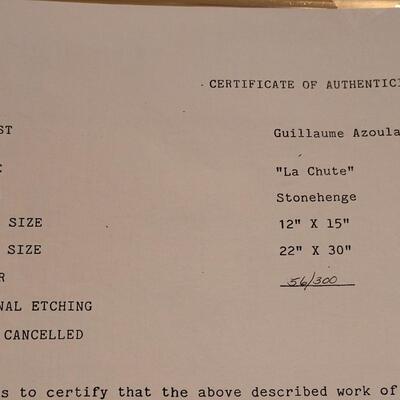 CERTIFICATE OF AUTHENTICI
ST Guillaume Azoula
E "La Chute"
Stonehenge
SIZE 12" X 15"
SIZE 22" X 30"
R 56/300
NAL ETCHING
CANCELLED
s to certify that the above described work of